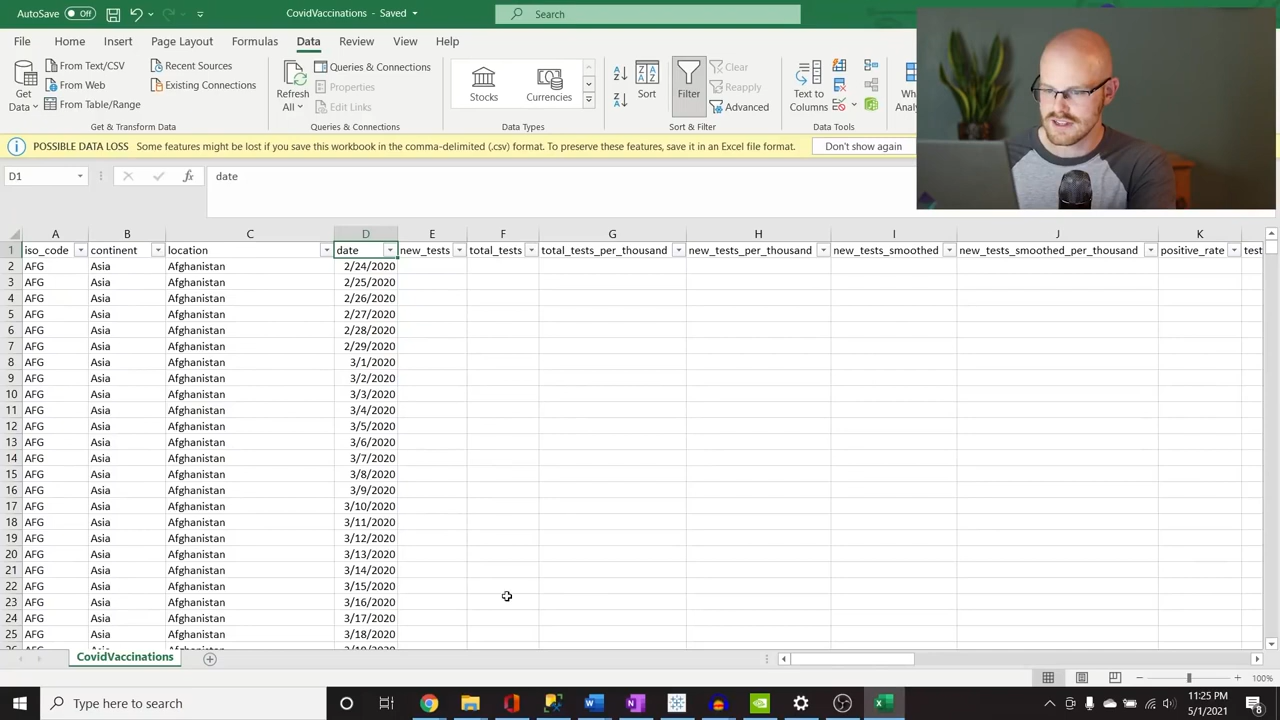 AutoSave Off CovidVaccinations - Saved Search
File Home Insert Page Layout Formulas Data Review View Help
Get Data From Text/CSV From Web From Table/Range Recent Sources Existing Connections
Refresh All Queries & Connections Properties Edit Links
Stocks Currencies
Sort Filter Clear Reapply Advanced
Text to Columns
Get & Transform Data Queries & Connections Data Types Sort & Filter Data Tools
POSSIBLE DATA LOSS Some features might be lost if you save this workbook in the comma-delimited (.csv) format. To preserve these features, save it in an Excel file format. Don't show again
D1 date
A B C D E F G H I J K
1 iso_code continent location date new_tests total_tests total_tests_per_thousand new_tests_per_thousand new_tests_smoothed new_tests_smoothed_per_thousand positive_rate
2 AFG Asia Afghanistan 2/24/2020
3 AFG Asia Afghanistan 2/25/2020
4 AFG Asia Afghanistan 2/26/2020
5 AFG Asia Afghanistan 2/27/2020
6 AFG Asia Afghanistan 2/28/2020
7 AFG Asia Afghanistan 2/29/2020
8 AFG Asia Afghanistan 3/1/2020
9 AFG Asia Afghanistan 3/2/2020
10 AFG Asia Afghanistan 3/3/2020
11 AFG Asia Afghanistan 3/4/2020
12 AFG Asia Afghanistan 3/5/2020
13 AFG Asia Afghanistan 3/6/2020
14 AFG Asia Afghanistan 3/7/2020
15 AFG Asia Afghanistan 3/8/2020
16 AFG Asia Afghanistan 3/9/2020
17 AFG Asia Afghanistan 3/10/2020
18 AFG Asia Afghanistan 3/11/2020
19 AFG Asia Afghanistan 3/12/2020
20 AFG Asia Afghanistan 3/13/2020
21 AFG Asia Afghanistan 3/14/2020
22 AFG Asia Afghanistan 3/15/2020
23 AFG Asia Afghanistan 3/16/2020
24 AFG Asia Afghanistan 3/17/2020
25 AFG Asia Afghanistan 3/18/2020
CovidVaccinations
100%
Type here to search
11:25 PM
5/1/2021